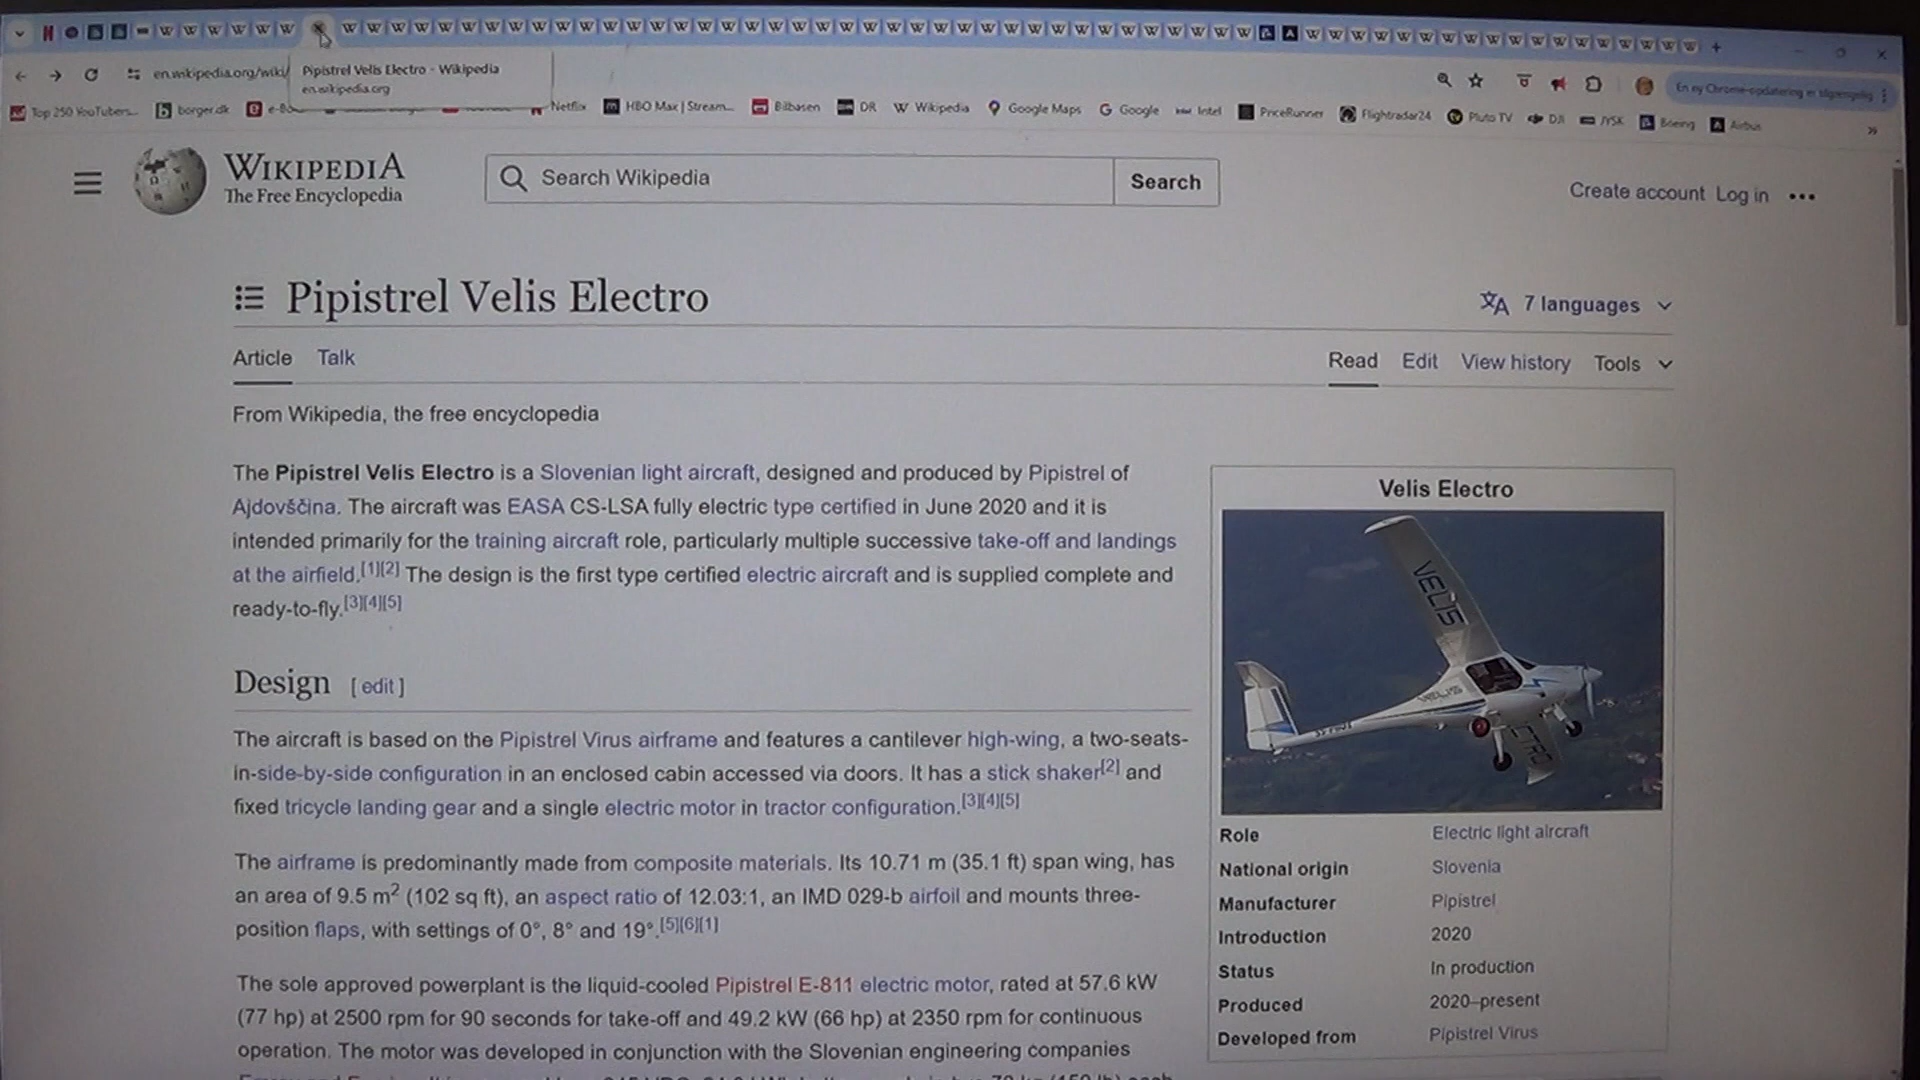 en.wikipedia.org/wiki/
Pipistrel Velis Electro - Wikipedia
en.wikipedia.org
En ny Chrome-opdatering er tilgængelig
Top 250 YouTubers...
borger.dk
Netflix
HBO Max | Stream...
Bilbasen
DR
Wikipedia
Google Maps
Google
Intel
PriceRunner
Flightradar24
Pluto TV
DJI
JYSK
Boeing
Airbus
WIKIPEDIA
The Free Encyclopedia
Search Wikipedia
Search
Create account Log in
Pipistrel Velis Electro
7 languages
Article Talk
Read Edit View history Tools
From Wikipedia, the free encyclopedia
The Pipistrel Velis Electro is a Slovenian light aircraft, designed and produced by Pipistrel of
Ajdovščina. The aircraft was EASA CS-LSA fully electric type certified in June 2020 and it is
intended primarily for the training aircraft role, particularly multiple successive take-off and landings
at the airfield.[1][2] The design is the first type certified electric aircraft and is supplied complete and
ready-to-fly.[3][4][5]
Design [ edit ]
The aircraft is based on the Pipistrel Virus airframe and features a cantilever high-wing, a two-seats-
in-side-by-side configuration in an enclosed cabin accessed via doors. It has a stick shaker[2] and
fixed tricycle landing gear and a single electric motor in tractor configuration.[3][4][5]
The airframe is predominantly made from composite materials. Its 10.71 m (35.1 ft) span wing, has
an area of 9.5 m2 (102 sq ft), an aspect ratio of 12.03:1, an IMD 029-b airfoil and mounts three-
position flaps, with settings of 0°, 8° and 19°.[5][6][1]
The sole approved powerplant is the liquid-cooled Pipistrel E-811 electric motor, rated at 57.6 kW
(77 hp) at 2500 rpm for 90 seconds for take-off and 49.2 kW (66 hp) at 2350 rpm for continuous
operation. The motor was developed in conjunction with the Slovenian engineering companies
Velis Electro
VELIS
Role Electric light aircraft
National origin Slovenia
Manufacturer Pipistrel
Introduction 2020
Status In production
Produced 2020–present
Developed from Pipistrel Virus